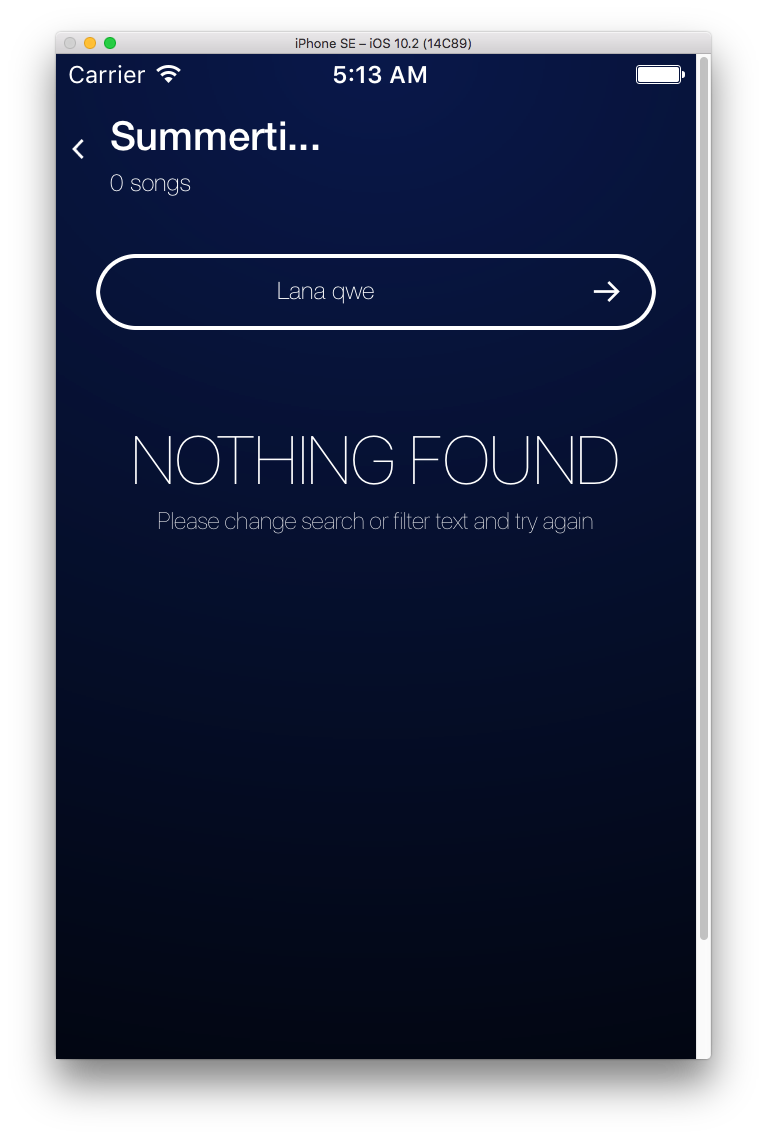 iPhone SE – iOS 10.2 (14C89)
Carrier 5:13 AM
Summerti...
0 songs
Lana qwe
NOTHING FOUND
Please change search or filter text and try again